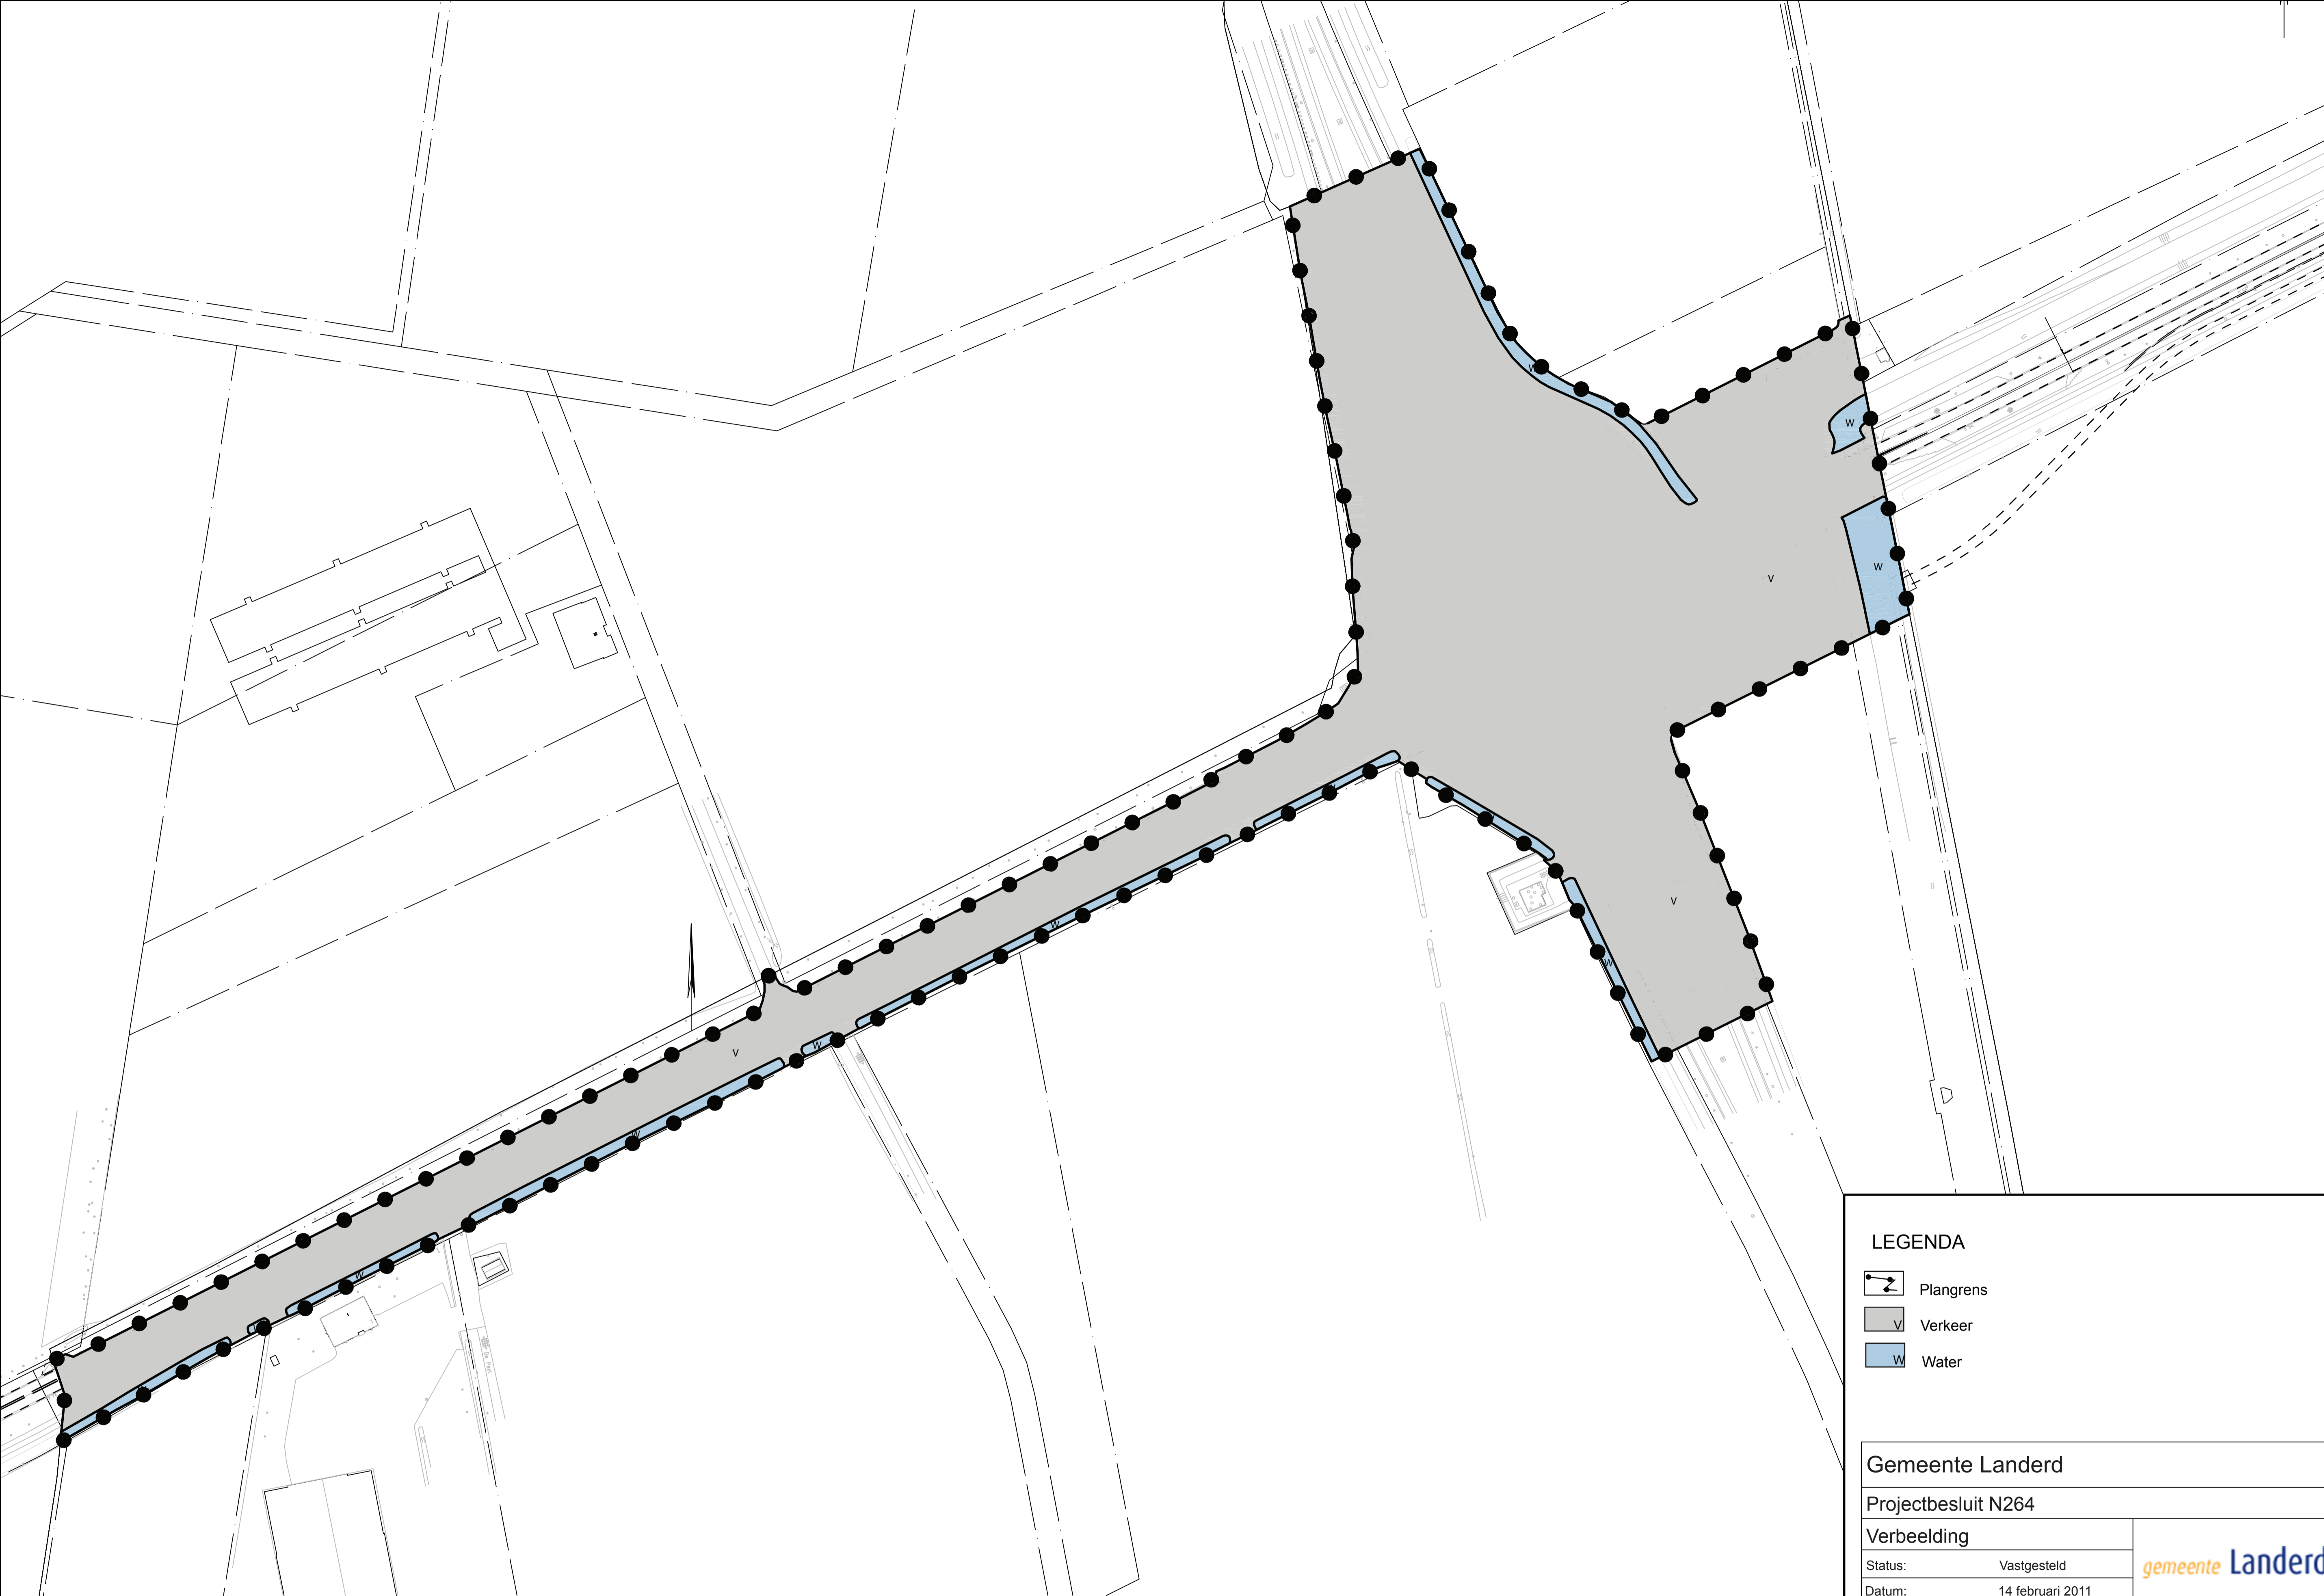 W
W
V
W
V
W
W
V
W
W
W
LEGENDA
Plangrens
V Verkeer
W Water
Gemeente Landerd
Projectbesluit N264
Verbeelding
Status: Vastgesteld
gemeente Landerd
Datum: 14 februari 2011